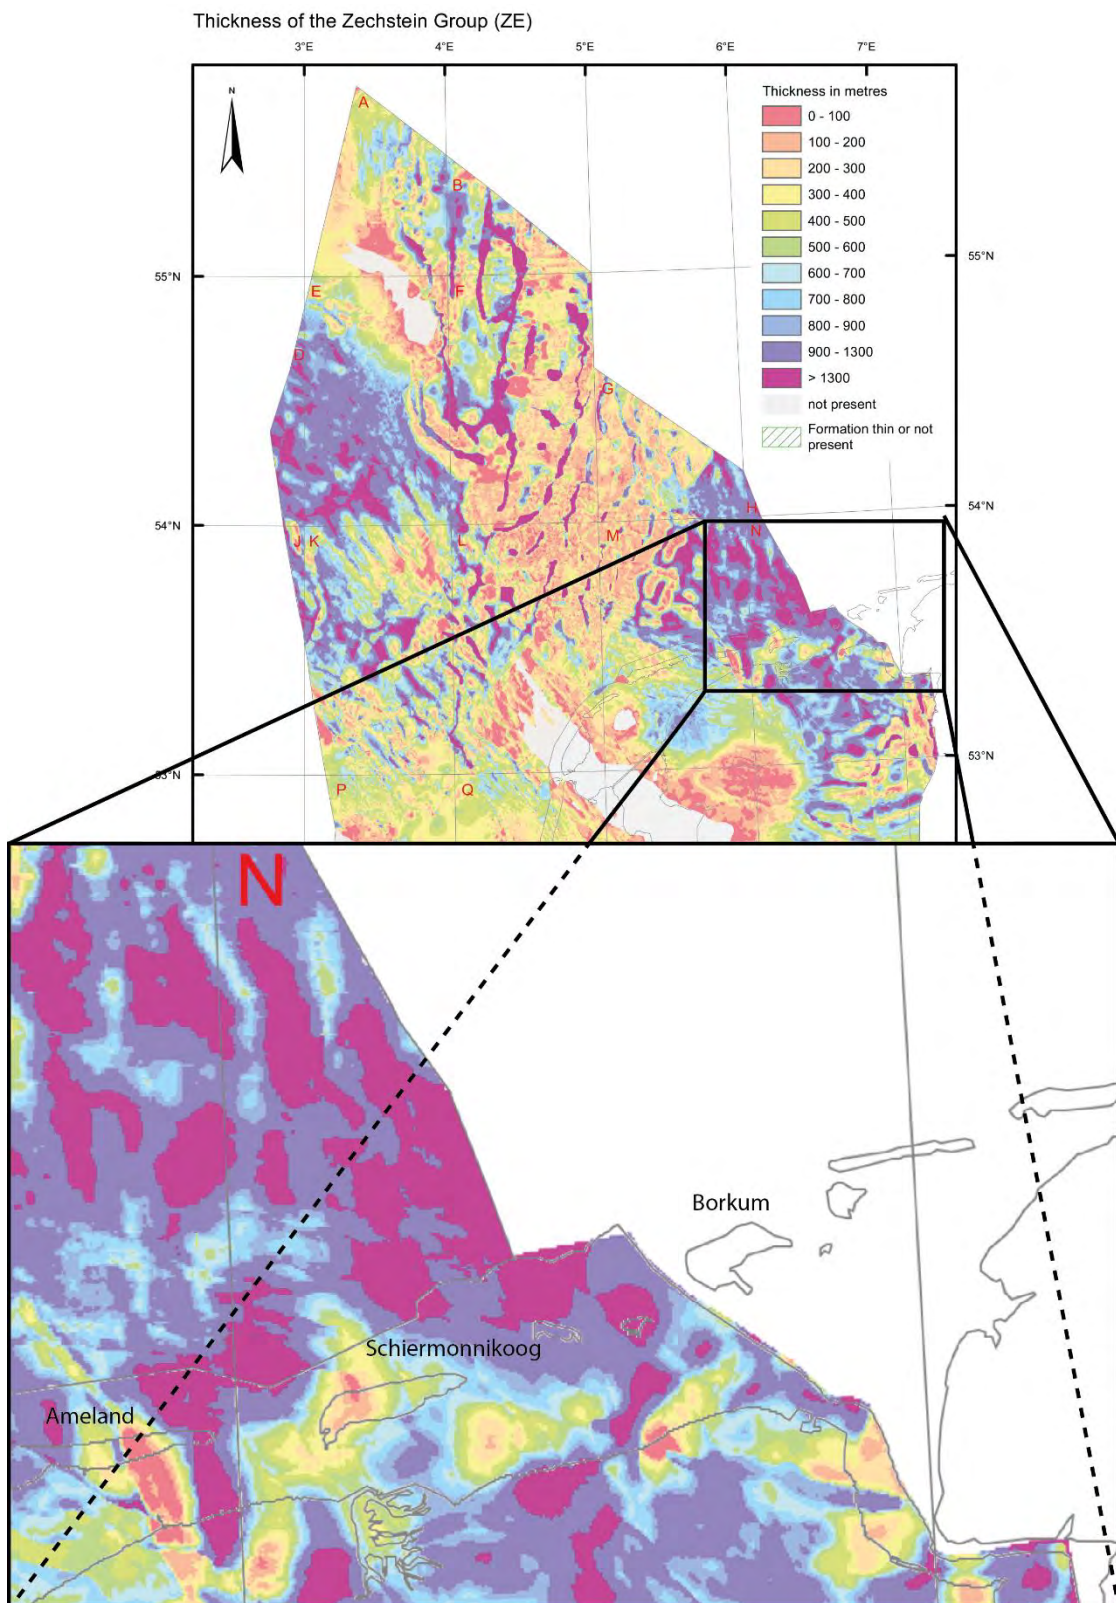 Thickness of the Zechstein Group (ZE)
3°E 4°E 5°E 6°E 7°E
N
Thickness in metres
0 - 100
100 - 200
200 - 300
300 - 400
400 - 500
500 - 600
600 - 700
700 - 800
800 - 900
900 - 1300
> 1300
not present
Formation thin or not
present
A
B
55°N 55°N
E F
D
G
54°N 54°N
H
J K L M N
53°N 53°N
P Q
N
Borkum
Schiermonnikoog
Ameland